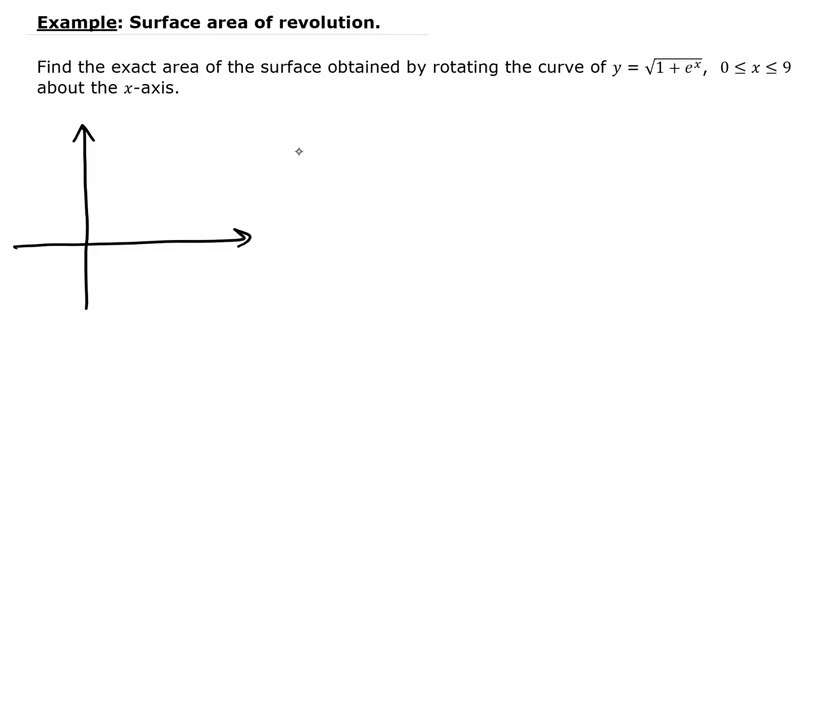 Example: Surface area of revolution.
Find the exact area of the surface obtained by rotating the curve of y = √(1 + eˣ), 0 ≤ x ≤ 9
about the x-axis.